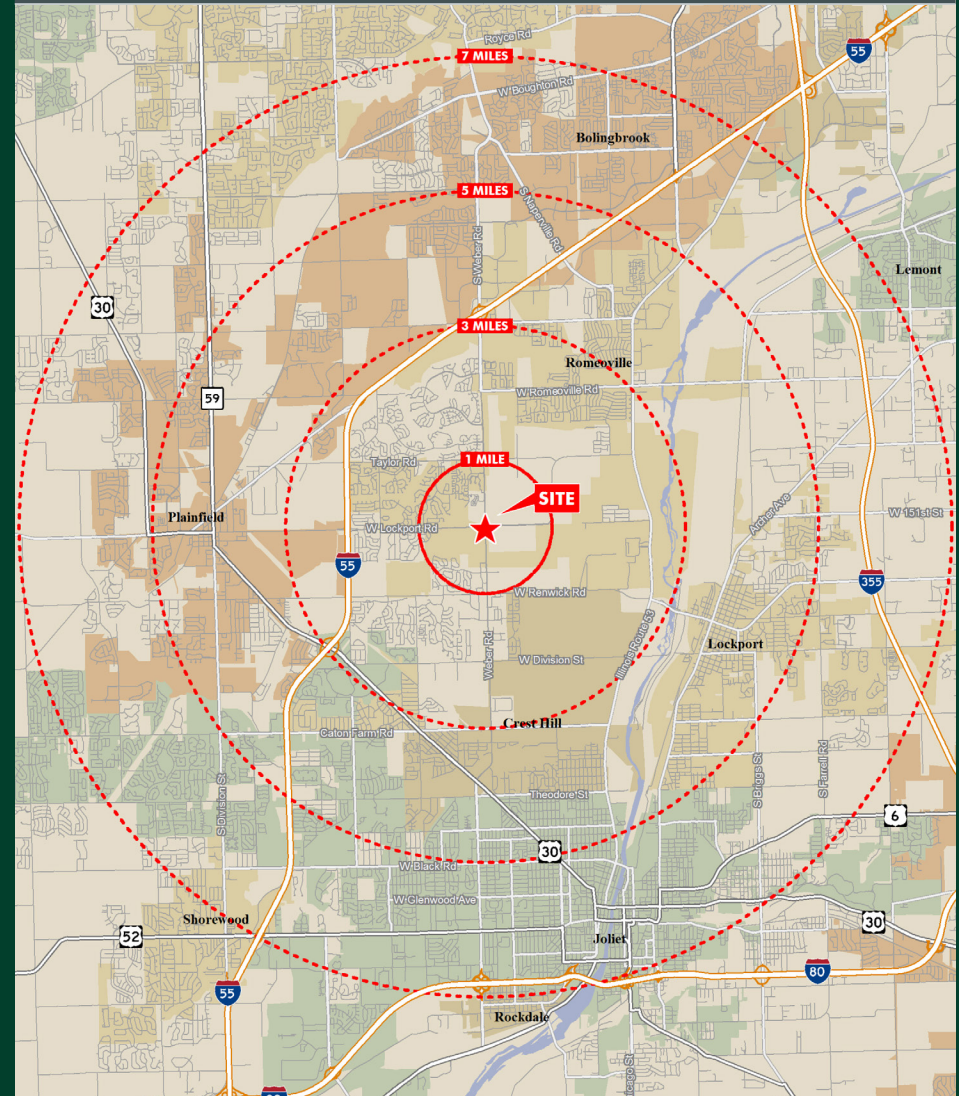 Royce Rd
7 MILES
55
W Boughton Rd
Bolingbrook
5 MILES
S Naperville Rd
S Weber Rd
Lemont
30
3 MILES
Romeoville
59
W Romeoville Rd
1 MILE
Taylor Rd
SITE
Plainfield
W Lockport Rd
Archer Ave
W 151st St
55
355
W Renwick Rd
Illinois Route 53
Lockport
Weber Rd
W Division St
Crest Hill
Caton Farm Rd
S Division St
Theodore St
S Briggs St
S Farrell Rd
6
30
W Black Rd
W Glenwood Ave
Shorewood
52
30
Joliet
80
55
Rockdale